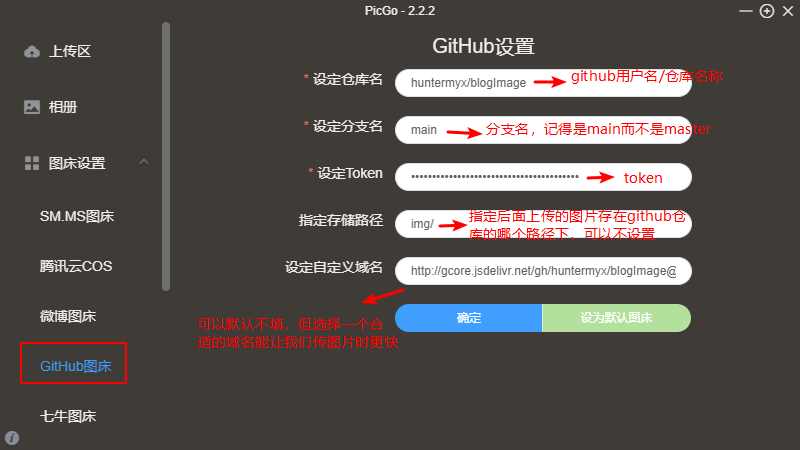 PicGo - 2.2.2
上传区
相册
图床设置
SM.MS图床
腾讯云COS
微博图床
GitHub图床
七牛图床
GitHub设置
* 设定仓库名
huntermyx/blogImage
github用户名/仓库名称
* 设定分支名
main
分支名，记得是main而不是master
* 设定Token
token
指定存储路径
img/
指定后面上传的图片存在github仓
库的哪个路径下，可以不设置
设定自定义域名
http://gcore.jsdelivr.net/gh/huntermyx/blogImage@
可以默认不填，但选择一个合
适的域名能让我们传图片时更快
确定
设为默认图床